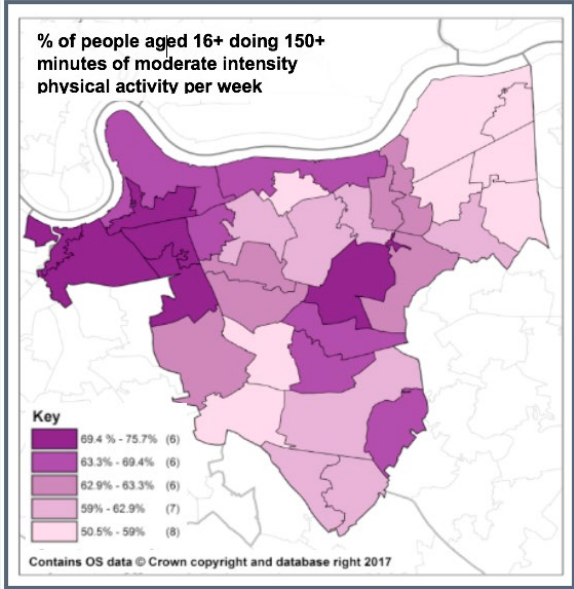 % of people aged 16+ doing 150+
minutes of moderate intensity
physical activity per week
Key
69.4 % - 75.7% (6)
63.3% - 69.4% (6)
62.9% - 63.3% (6)
59% - 62.9% (7)
50.5% - 59% (8)
Contains OS data © Crown copyright and database right 2017